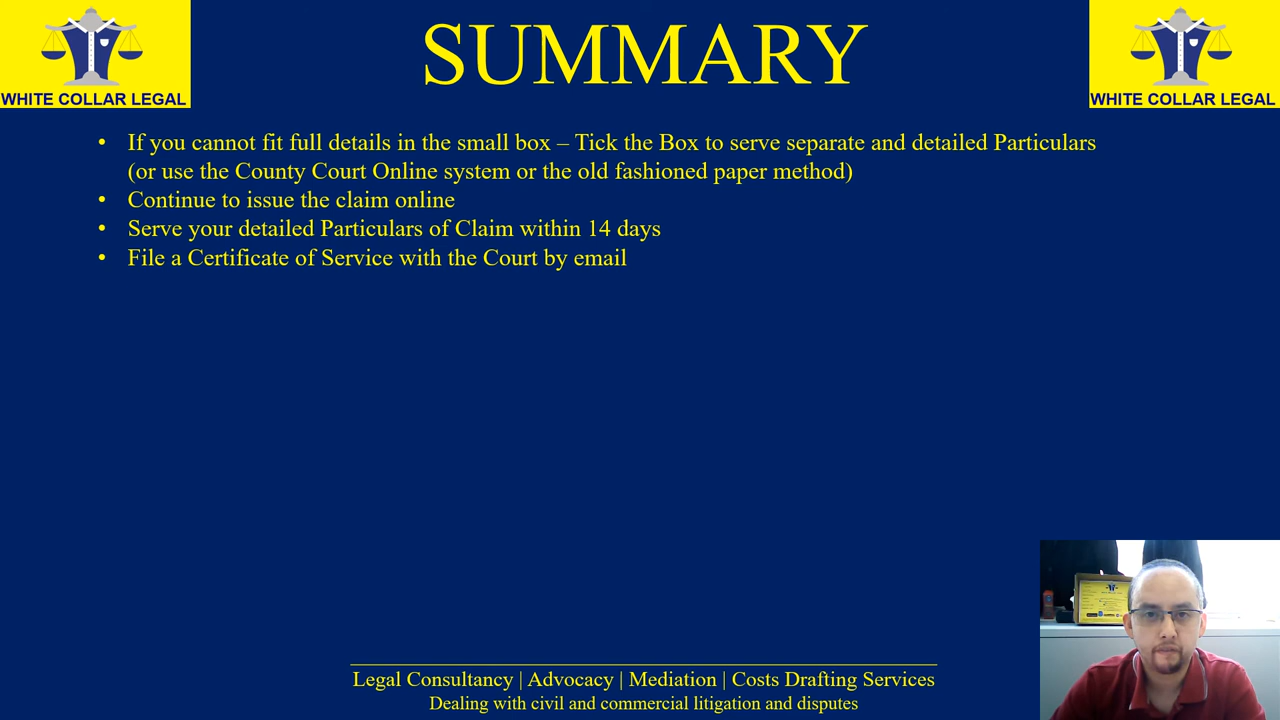 WHITE COLLAR LEGAL
SUMMARY
WHITE COLLAR LEGAL
• If you cannot fit full details in the small box – Tick the Box to serve separate and detailed Particulars
(or use the County Court Online system or the old fashioned paper method)
• Continue to issue the claim online
• Serve your detailed Particulars of Claim within 14 days
• File a Certificate of Service with the Court by email
Legal Consultancy | Advocacy | Mediation | Costs Drafting Services
Dealing with civil and commercial litigation and disputes